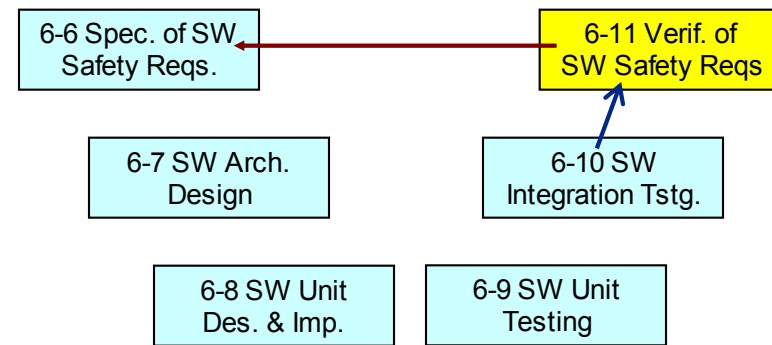 6-6 Spec. of SW
Safety Reqs.
6-11 Verif. of
SW Safety Reqs
6-7 SW Arch.
Design
6-10 SW
Integration Tstg.
6-8 SW Unit
Des. & Imp.
6-9 SW Unit
Testing